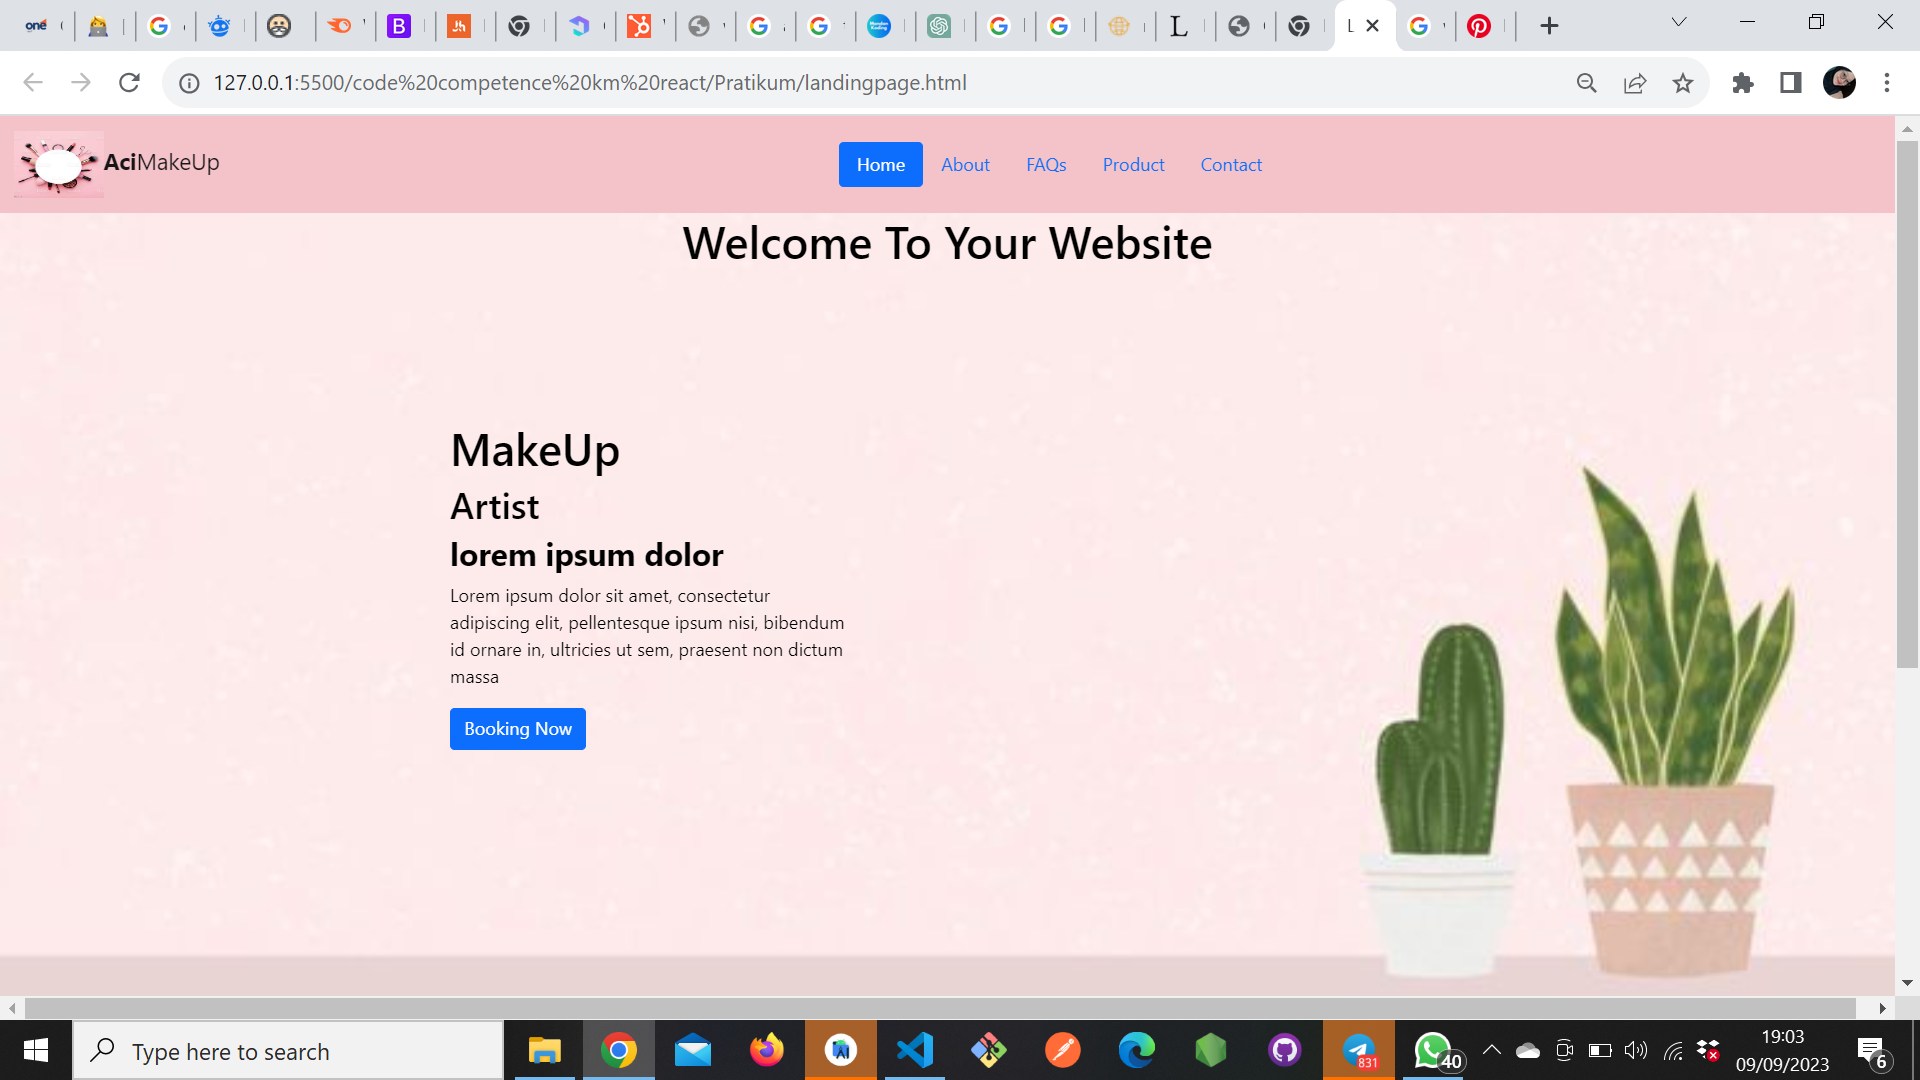 one
L
127.0.0.1:5500/code%20competence%20km%20react/Pratikum/landingpage.html
AciMakeUp
Home
About
FAQs
Product
Contact
Welcome To Your Website
MakeUp
Artist
lorem ipsum dolor
Lorem ipsum dolor sit amet, consectetur
adipiscing elit, pellentesque ipsum nisi, bibendum
id ornare in, ultricies ut sem, praesent non dictum
massa
Booking Now
Type here to search
831
40
19:03
09/09/2023
6